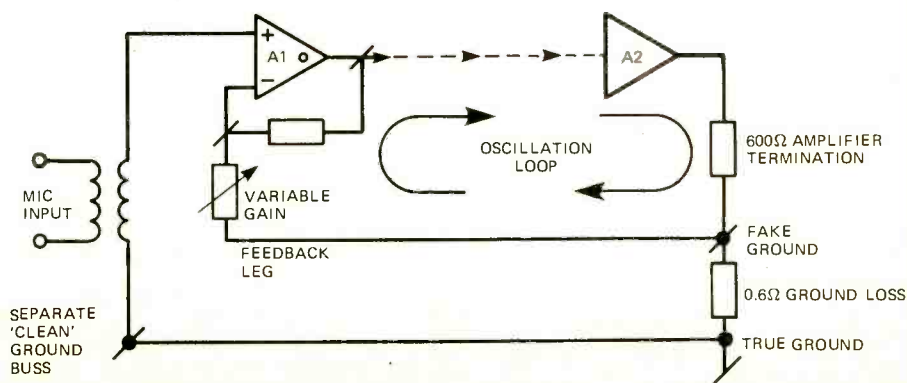 +
A1
−
A2
OSCILLATION
LOOP
600Ω AMPLIFIER
TERMINATION
MIC
INPUT
VARIABLE
GAIN
FEEDBACK
LEG
FAKE
GROUND
0.6Ω GROUND LOSS
SEPARATE
'CLEAN'
GROUND
BUSS
TRUE GROUND